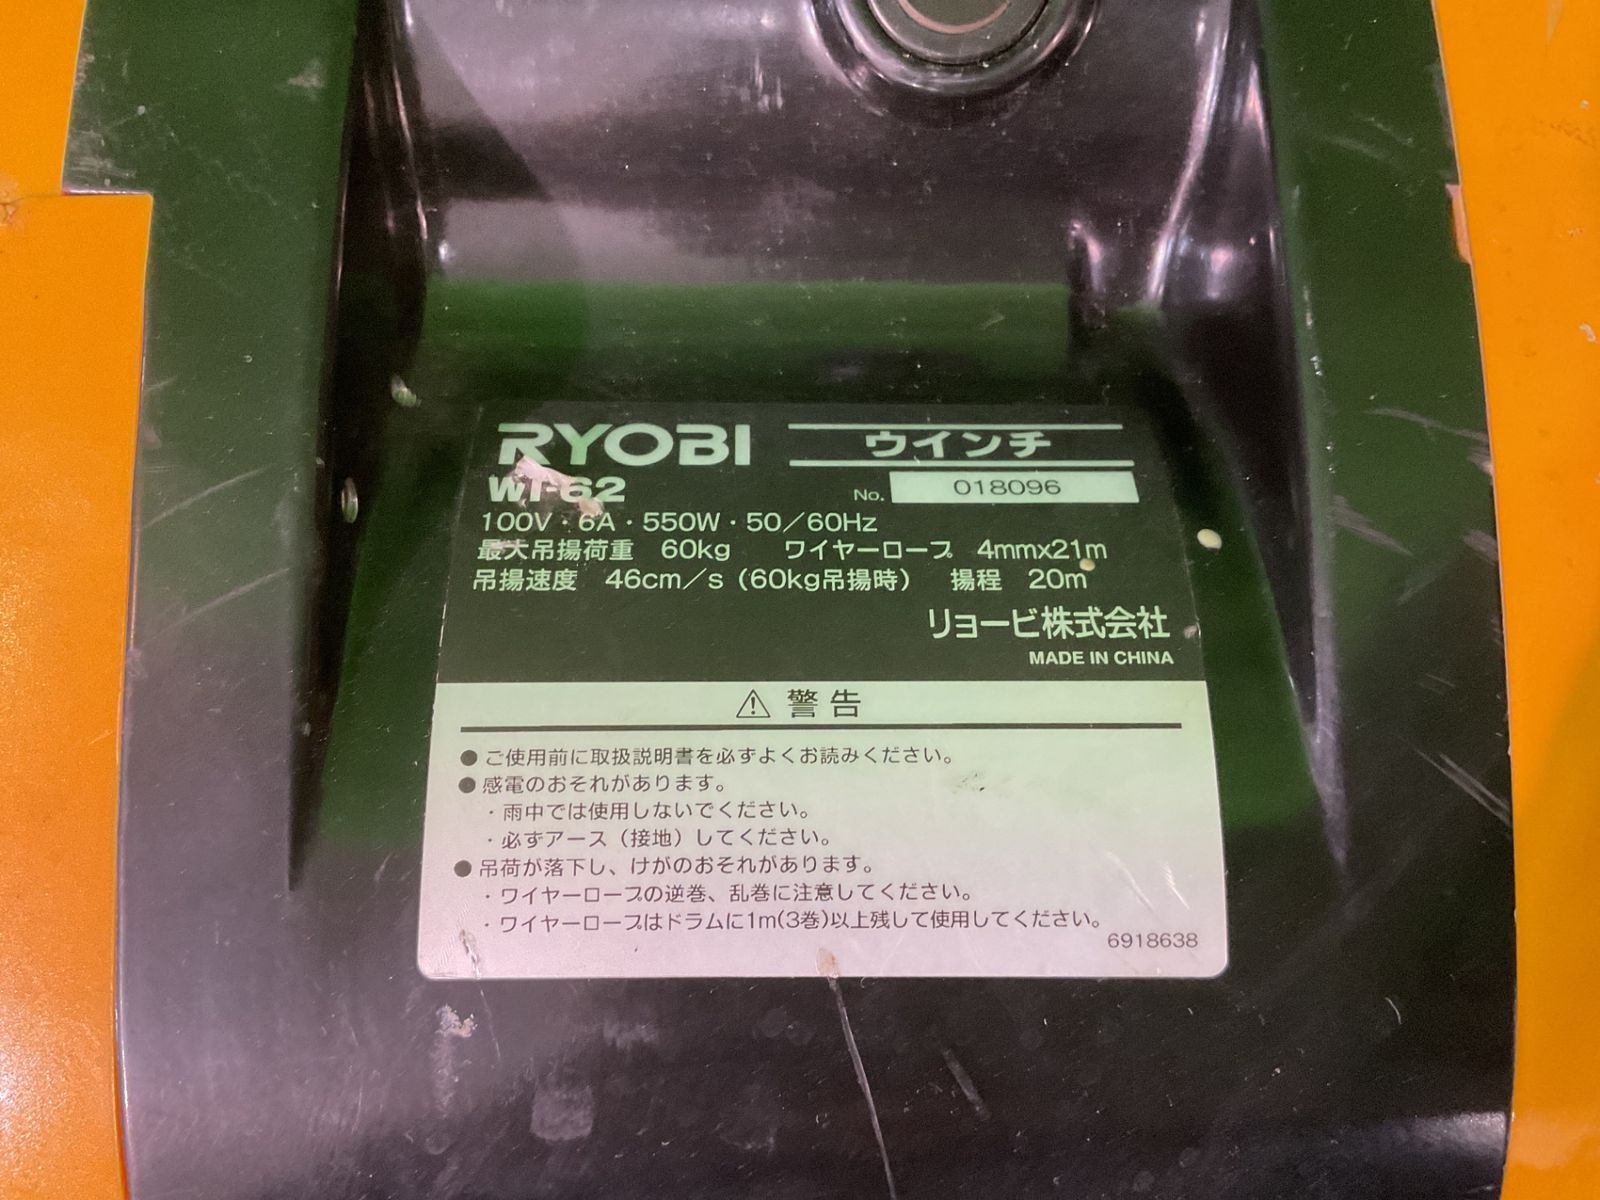 RYOBI ウインチ
WI-62 No. 018096
100V・6A・550W・50／60Hz
最大吊揚荷重 60kg ワイヤーロープ 4mmx21m
吊揚速度 46cm／s（60kg吊揚時） 揚程 20m
リョービ株式会社
MADE IN CHINA
⚠ 警告
●ご使用前に取扱説明書を必ずよくお読みください。
●感電のおそれがあります。
・雨中では使用しないでください。
・必ずアース（接地）してください。
●吊荷が落下し、けがのおそれがあります。
・ワイヤーロープの逆巻、乱巻に注意してください。
・ワイヤーロープはドラムに1m(3巻)以上残して使用してください。
6918638